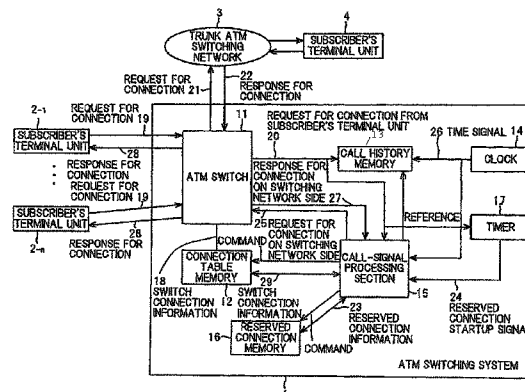 3
4
TRUNK ATM
SWITCHING
NETWORK
SUBSCRIBER'S
TERMINAL UNIT
REQUEST FOR
CONNECTION 21
22
RESPONSE FOR
CONNECTION
2-1
REQUEST FOR
CONNECTION 19
11
20
REQUEST FOR CONNECTION FROM
SUBSCRIBER'S TERMINAL UNIT
13
26 TIME SIGNAL
14
SUBSCRIBER'S
TERMINAL UNIT
28
RESPONSE FOR
CONNECTION
REQUEST FOR
CONNECTION
19
ATM SWITCH
RESPONSE FOR
CONNECTION
ON SWITCHING
NETWORK SIDE 27
CALL HISTORY
MEMORY
CLOCK
17
REFERENCE
TIMER
SUBSCRIBER'S
TERMINAL UNIT
2-n
28
RESPONSE FOR
CONNECTION
25 REQUEST FOR
CONNECTION
ON SWITCHING
NETWORK SIDE
COMMAND
18
SWITCH
CONNECTION
INFORMATION
CONNECTION
TABLE MEMORY
12
29
SWITCH
CONNECTION
INFORMATION
CALL-SIGNAL
PROCESSING
SECTION
15
24
RESERVED
CONNECTION
STARTUP SIGNAL
23
RESERVED
CONNECTION
INFORMATION
16
RESERVED
CONNECTION
MEMORY
COMMAND
ATM SWITCHING SYSTEM
1